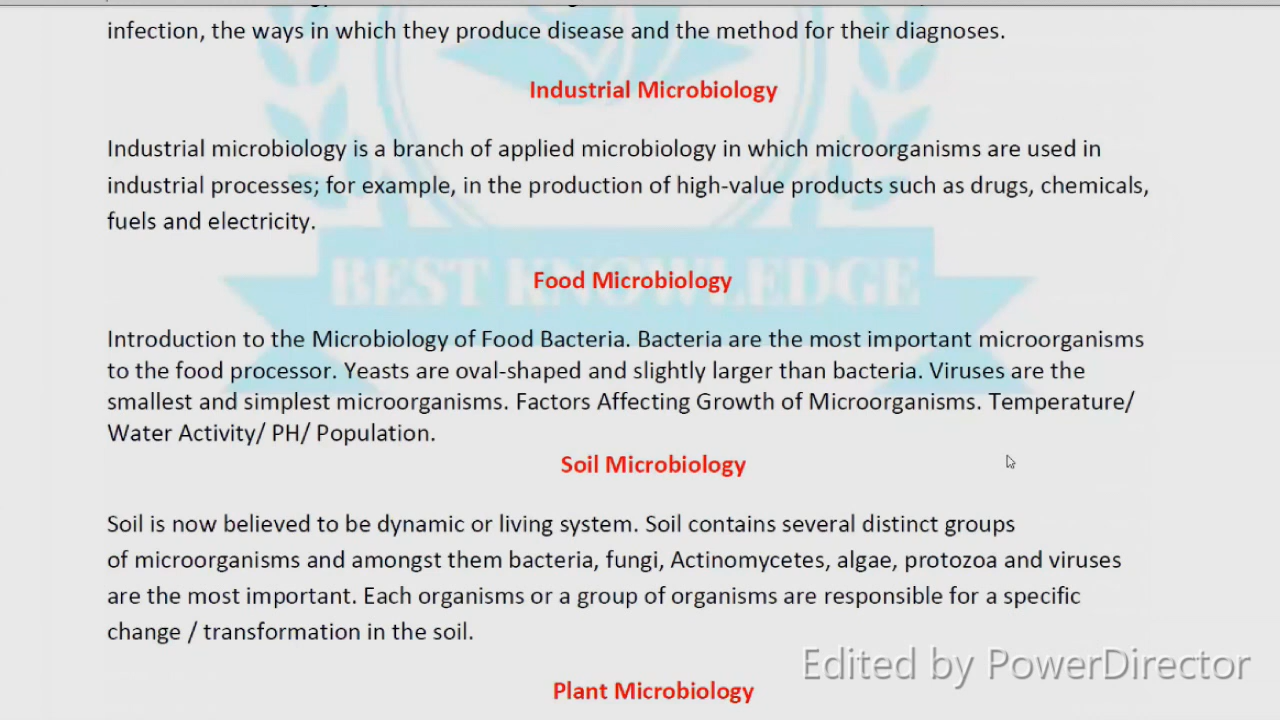 infection, the ways in which they produce disease and the method for their diagnoses.
Industrial Microbiology
Industrial microbiology is a branch of applied microbiology in which microorganisms are used in
industrial processes; for example, in the production of high-value products such as drugs, chemicals,
fuels and electricity.
BEST KNOWLEDGE
Food Microbiology
Introduction to the Microbiology of Food Bacteria. Bacteria are the most important microorganisms
to the food processor. Yeasts are oval-shaped and slightly larger than bacteria. Viruses are the
smallest and simplest microorganisms. Factors Affecting Growth of Microorganisms. Temperature/
Water Activity/ PH/ Population.
Soil Microbiology
Soil is now believed to be dynamic or living system. Soil contains several distinct groups
of microorganisms and amongst them bacteria, fungi, Actinomycetes, algae, protozoa and viruses
are the most important. Each organisms or a group of organisms are responsible for a specific
change / transformation in the soil.
Edited by PowerDirector
Plant Microbiology